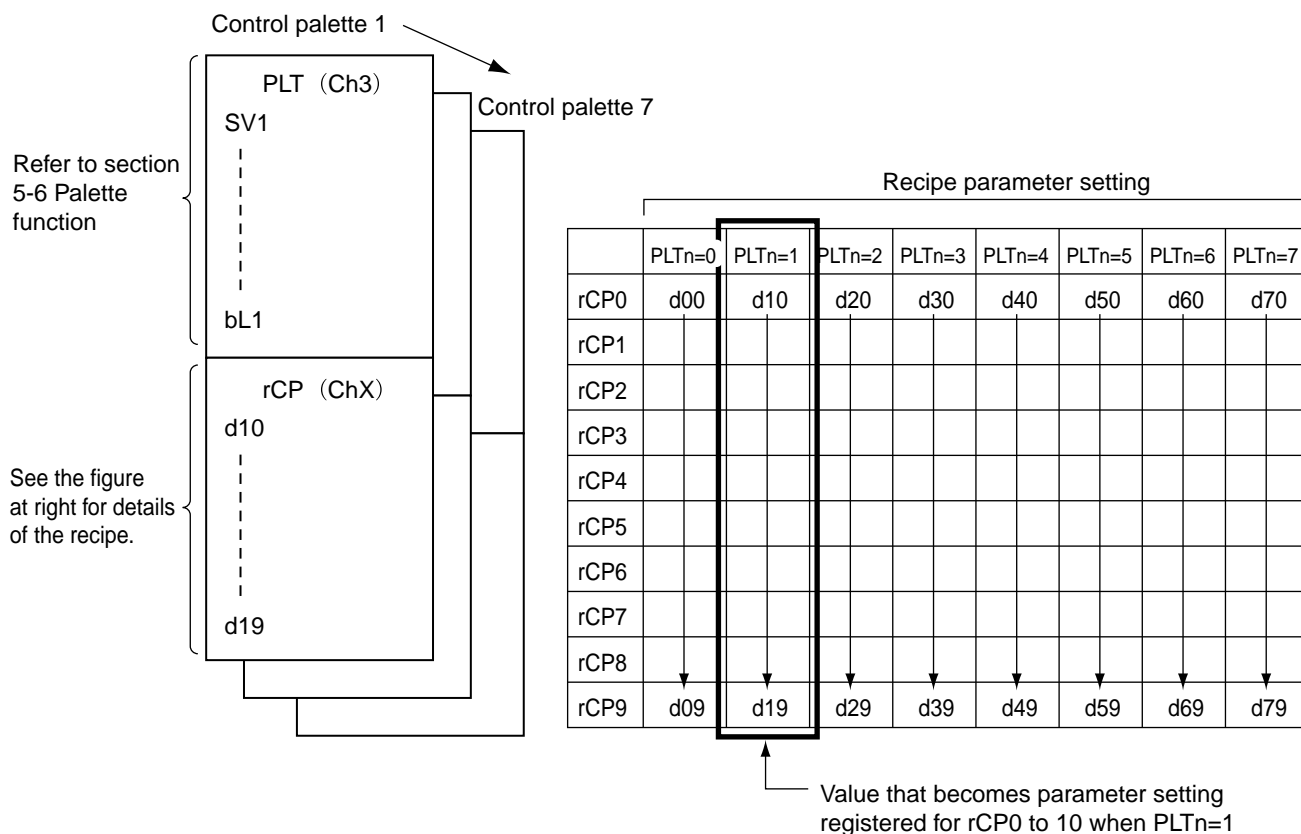 Control palette 1
PLT （Ch3）
SV1
bL1
Control palette 7
Refer to section
5-6 Palette
function
rCP （ChX）
d10
d19
See the figure
at right for details
of the recipe.
Recipe parameter setting
PLTn=0 PLTn=1 PLTn=2 PLTn=3 PLTn=4 PLTn=5 PLTn=6 PLTn=7
rCP0 d00 d10 d20 d30 d40 d50 d60 d70
rCP1
rCP2
rCP3
rCP4
rCP5
rCP6
rCP7
rCP8
rCP9 d09 d19 d29 d39 d49 d59 d69 d79
Value that becomes parameter setting
registered for rCP0 to 10 when PLTn=1